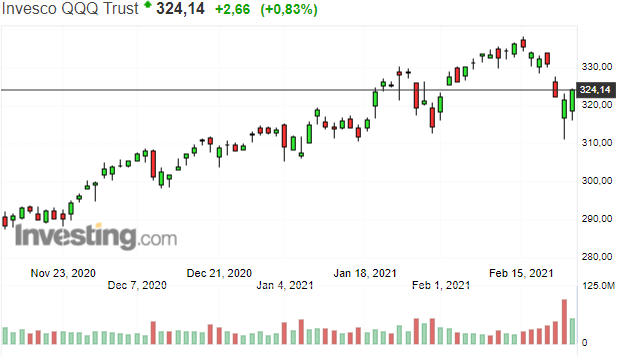 Invesco QQQ Trust 324,14 +2,66 (+0,83%)
330,00
324,14
320,00
310,00
300,00
290,00
Investing.com
280,00
Nov 23, 2020 Dec 21, 2020 Jan 18, 2021 Feb 15, 2021
Dec 7, 2020 Jan 4, 2021 Feb 1, 2021
125.0M
0